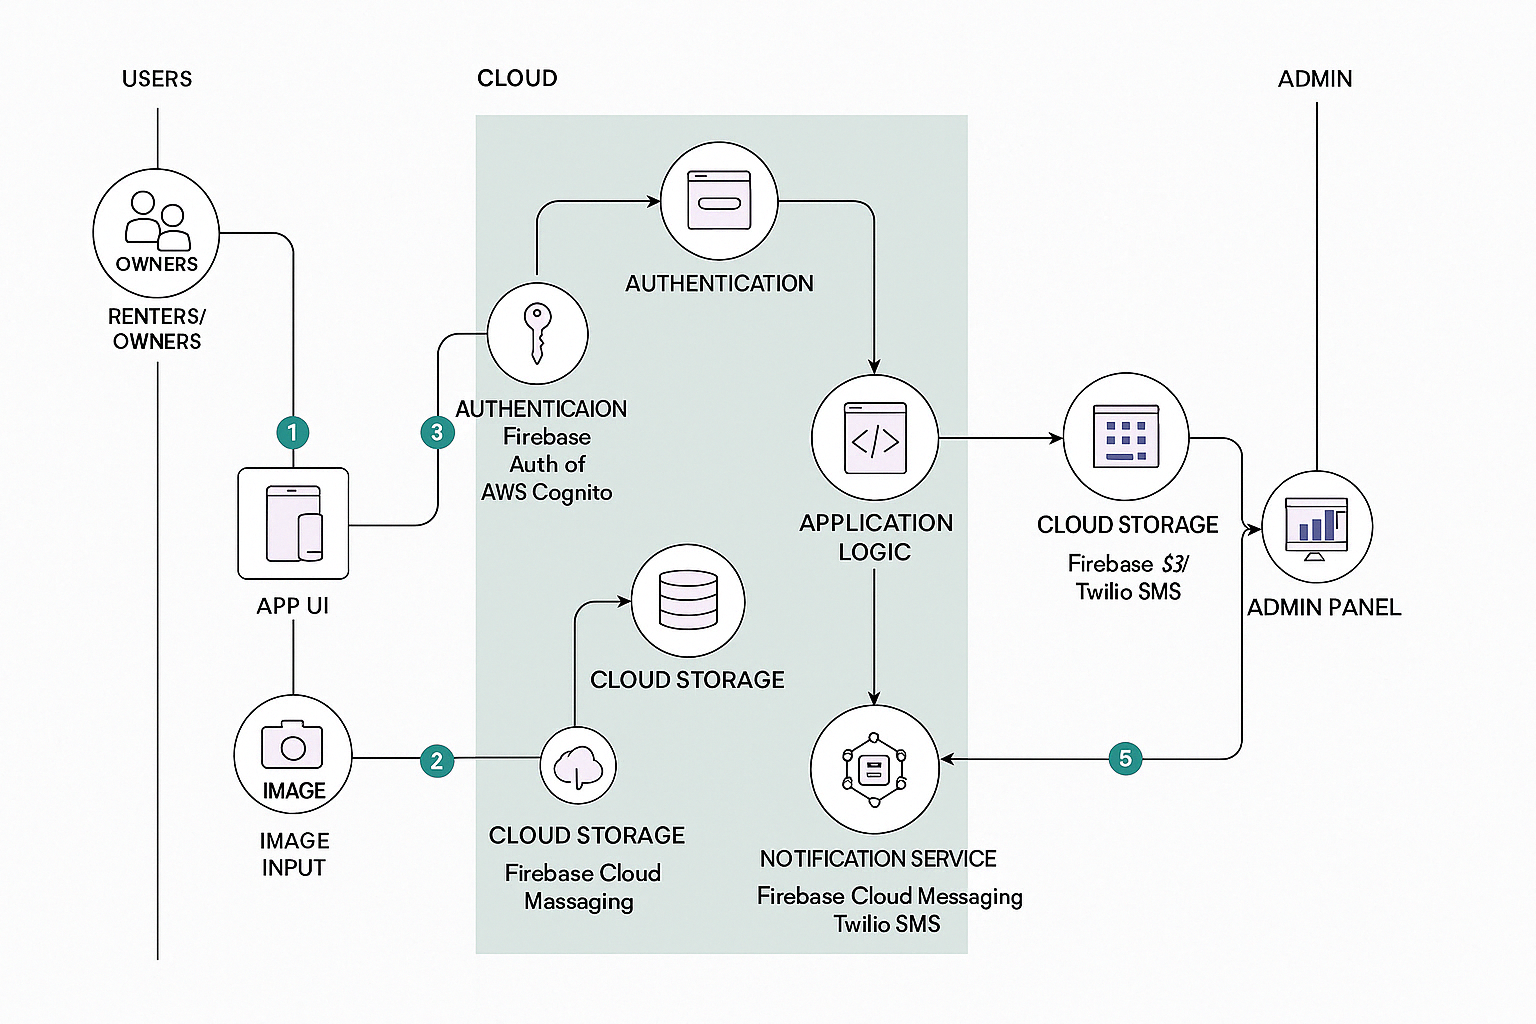 USERS
CLOUD
ADMIN
OWNERS
RENTERS/
OWNERS
1
3
AUTHENTICATION
AUTHENTICAION
Firebase
Auth of
AWS Cognito
APP UI
APPLICATION
LOGIC
CLOUD STORAGE
Firebase $3/
Twilio SMS
ADMIN PANEL
CLOUD STORAGE
IMAGE
IMAGE
INPUT
2
CLOUD STORAGE
Firebase Cloud
Massaging
5
NOTIFICATION SERVICE
Firebase Cloud Messaging
Twilio SMS